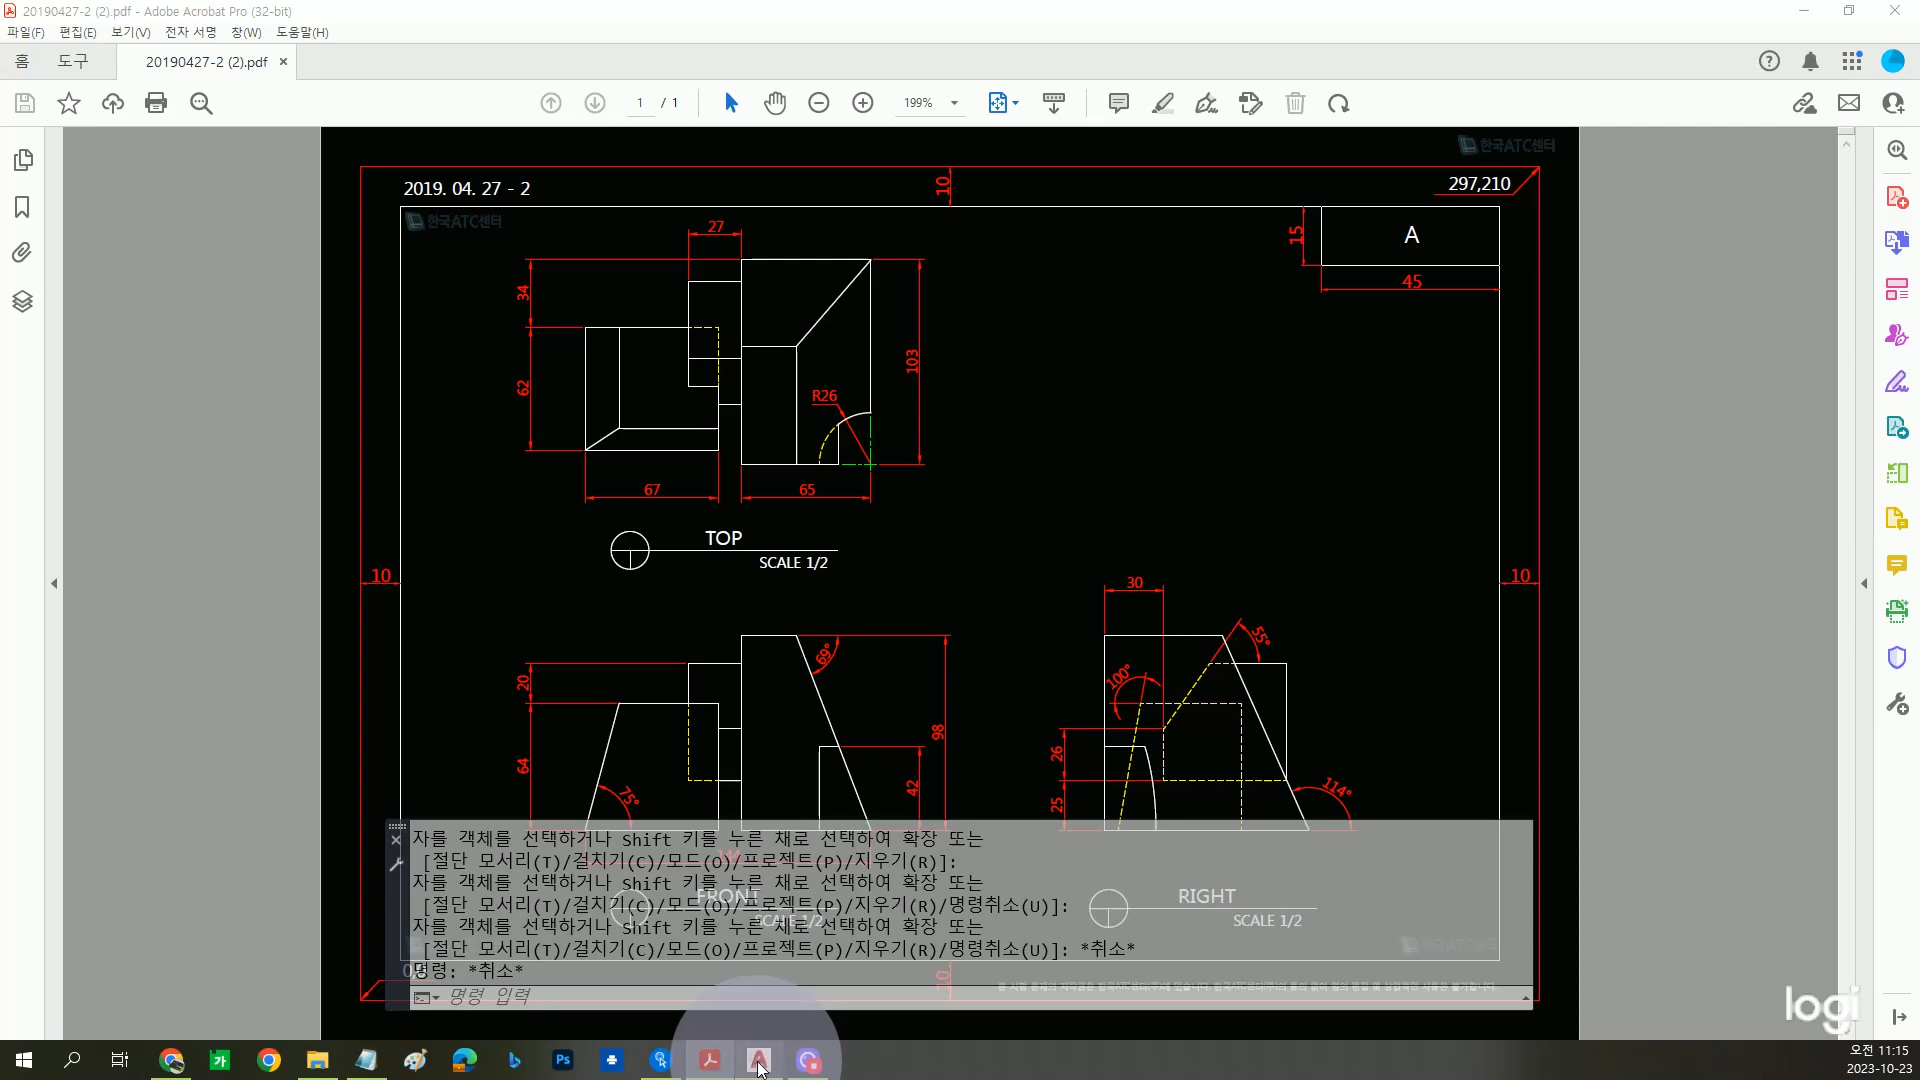 20190427-2 (2).pdf - Adobe Acrobat Pro (32-bit)
파일(F) 편집(E) 보기(V) 전자 서명 창(W) 도움말(H)
홈 도구 20190427-2 (2).pdf ×
1 / 1 199%
한국ATC센터
2019. 04. 27 - 2
10
297,210
한국ATC센터
27
15
A
45
34
62
103
R26
67
65
TOP
SCALE 1/2
10
10
30
55°
69°
100°
20
98
64
75°
42
26
25
114°
자를 객체를 선택하거나 Shift 키를 누른 채로 선택하여 확장 또는
[절단 모서리(T)/걸치기(C)/모드(O)/프로젝트(P)/지우기(R)]:
자를 객체를 선택하거나 Shift 키를 누른 채로 선택하여 확장 또는
[절단 모서리(T)/걸치기(C)/모드(O)/프로젝트(P)/지우기(R)/명령취소(U)]:
자를 객체를 선택하거나 Shift 키를 누른 채로 선택하여 확장 또는
[절단 모서리(T)/걸치기(C)/모드(O)/프로젝트(P)/지우기(R)/명령취소(U)]: *취소*
명령: *취소*
명령 입력
FRONT
SCALE 1/2
RIGHT
SCALE 1/2
10
logi
가
Ps
오전 11:15
2023-10-23